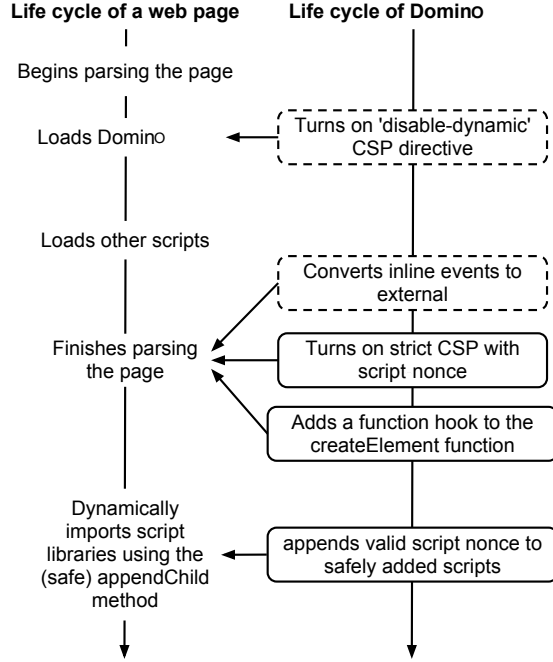 Life cycle of a web page
Life cycle of DominO
Begins parsing the page
Loads DominO
Turns on 'disable-dynamic'
CSP directive
Loads other scripts
Converts inline events to
external
Finishes parsing
the page
Turns on strict CSP with
script nonce
Adds a function hook to the
createElement function
Dynamically
imports script
libraries using the
(safe) appendChild
method
appends valid script nonce to
safely added scripts